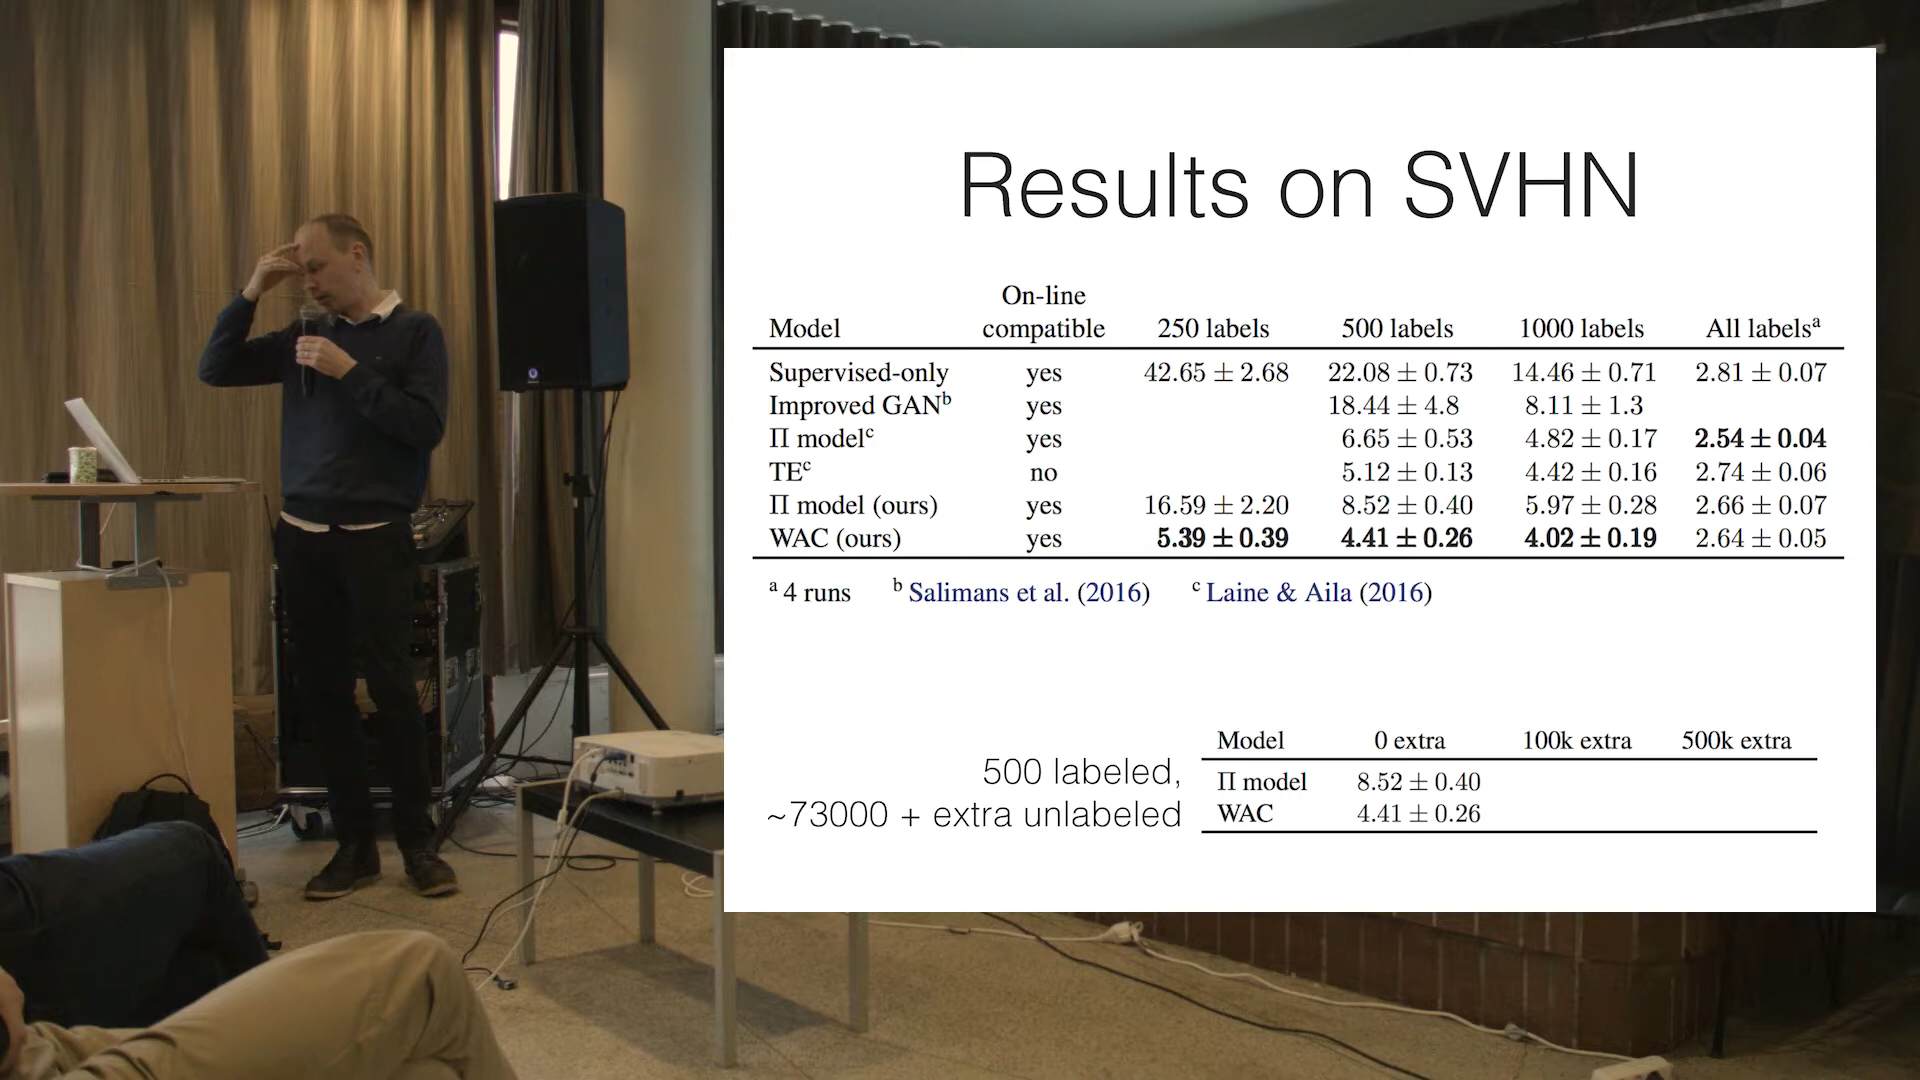 Results on SVHN
On-line
Model compatible 250 labels 500 labels 1000 labels All labelsᵃ
Supervised-only yes 42.65 ± 2.68 22.08 ± 0.73 14.46 ± 0.71 2.81 ± 0.07
Improved GANᵇ yes 18.44 ± 4.8 8.11 ± 1.3
Π modelᶜ yes 6.65 ± 0.53 4.82 ± 0.17 2.54 ± 0.04
TEᶜ no 5.12 ± 0.13 4.42 ± 0.16 2.74 ± 0.06
Π model (ours) yes 16.59 ± 2.20 8.52 ± 0.40 5.97 ± 0.28 2.66 ± 0.07
WAC (ours) yes 5.39 ± 0.39 4.41 ± 0.26 4.02 ± 0.19 2.64 ± 0.05
ᵃ 4 runs ᵇ Salimans et al. (2016) ᶜ Laine & Aila (2016)
500 labeled,
~73000 + extra unlabeled
Model 0 extra 100k extra 500k extra
Π model 8.52 ± 0.40
WAC 4.41 ± 0.26